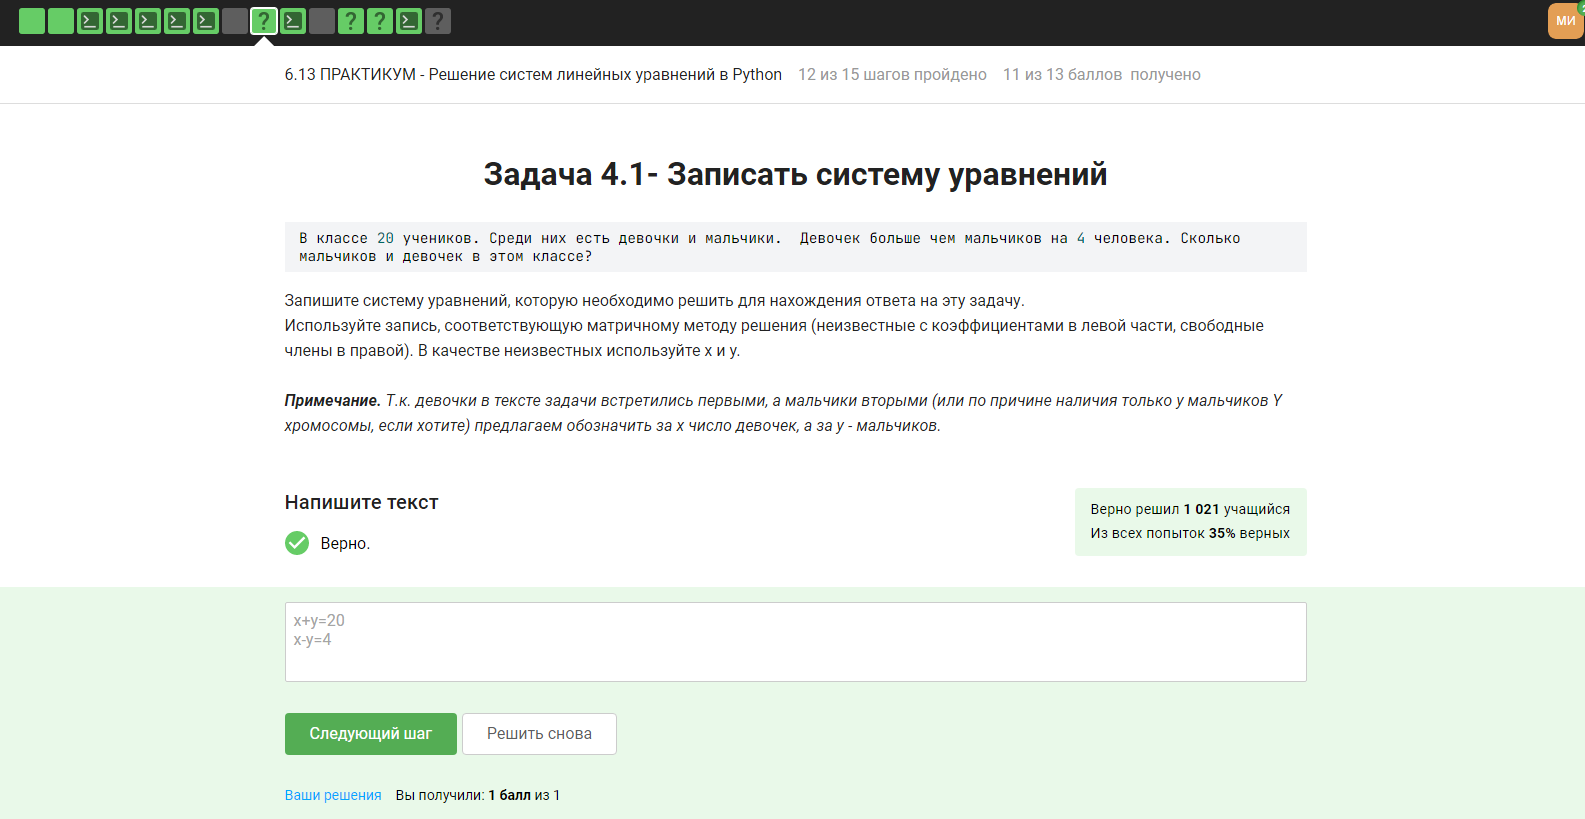 МИ
6.13 ПРАКТИКУМ - Решение систем линейных уравнений в Python 12 из 15 шагов пройдено 11 из 13 баллов получено
Задача 4.1- Записать систему уравнений
В классе 20 учеников. Среди них есть девочки и мальчики. Девочек больше чем мальчиков на 4 человека. Сколько
мальчиков и девочек в этом классе?
Запишите систему уравнений, которую необходимо решить для нахождения ответа на эту задачу.
Используйте запись, соответствующую матричному методу решения (неизвестные с коэффициентами в левой части, свободные
члены в правой). В качестве неизвестных используйте x и y.
Примечание. Т.к. девочки в тексте задачи встретились первыми, а мальчики вторыми (или по причине наличия только у мальчиков Y
хромосомы, если хотите) предлагаем обозначить за x число девочек, а за y - мальчиков.
Напишите текст
Верно решил 1 021 учащийся
Из всех попыток 35% верных
Верно.
x+y=20
x-y=4
Следующий шаг
Решить снова
Ваши решения Вы получили: 1 балл из 1